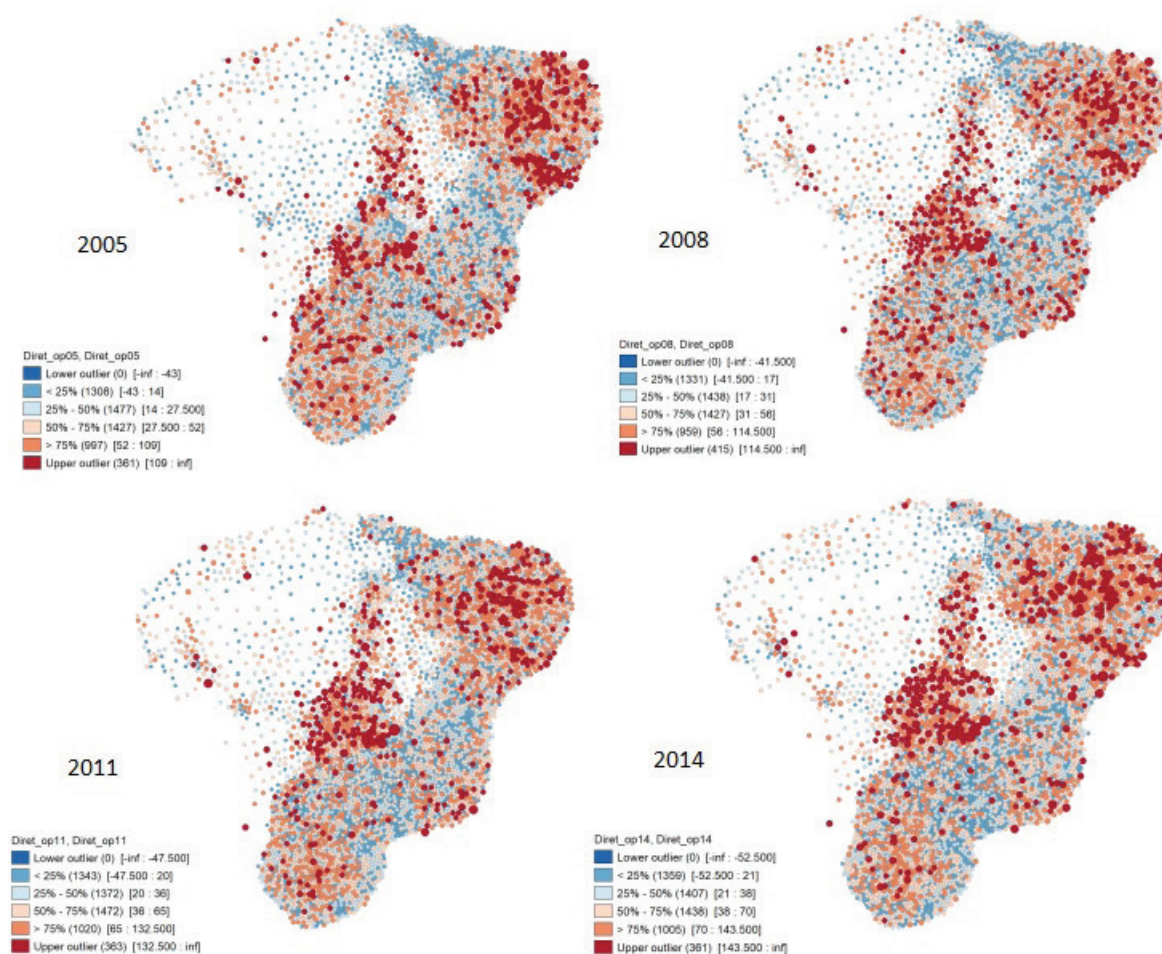 2005
Diret_op05, Diret_op05
Lower outlier (0) [-inf : -43]
< 25% (1308) [-43 : 14]
25% - 50% (1477) [14 : 27.500]
50% - 75% (1427) [27.500 : 52]
> 75% (997) [52 : 109]
Upper outlier (361) [109 : inf]
2008
Diret_op08, Diret_op08
Lower outlier (0) [-inf : -41.500]
< 25% (1331) [-41.500 : 17]
25% - 50% (1438) [17 : 31]
50% - 75% (1427) [31 : 56]
> 75% (959) [56 : 114.500]
Upper outlier (415) [114.500 : inf]
2011
Diret_op11, Diret_op11
Lower outlier (0) [-inf : -47.500]
< 25% (1343) [-47.500 : 20]
25% - 50% (1372) [20 : 36]
50% - 75% (1472) [36 : 65]
> 75% (1020) [65 : 132.500]
Upper outlier (363) [132.500 : inf]
2014
Diret_op14, Diret_op14
Lower outlier (0) [-inf : -52.500]
< 25% (1359) [-52.500 : 21]
25% - 50% (1407) [21 : 38]
50% - 75% (1438) [38 : 70]
> 75% (1005) [70 : 143.500]
Upper outlier (361) [143.500 : inf]